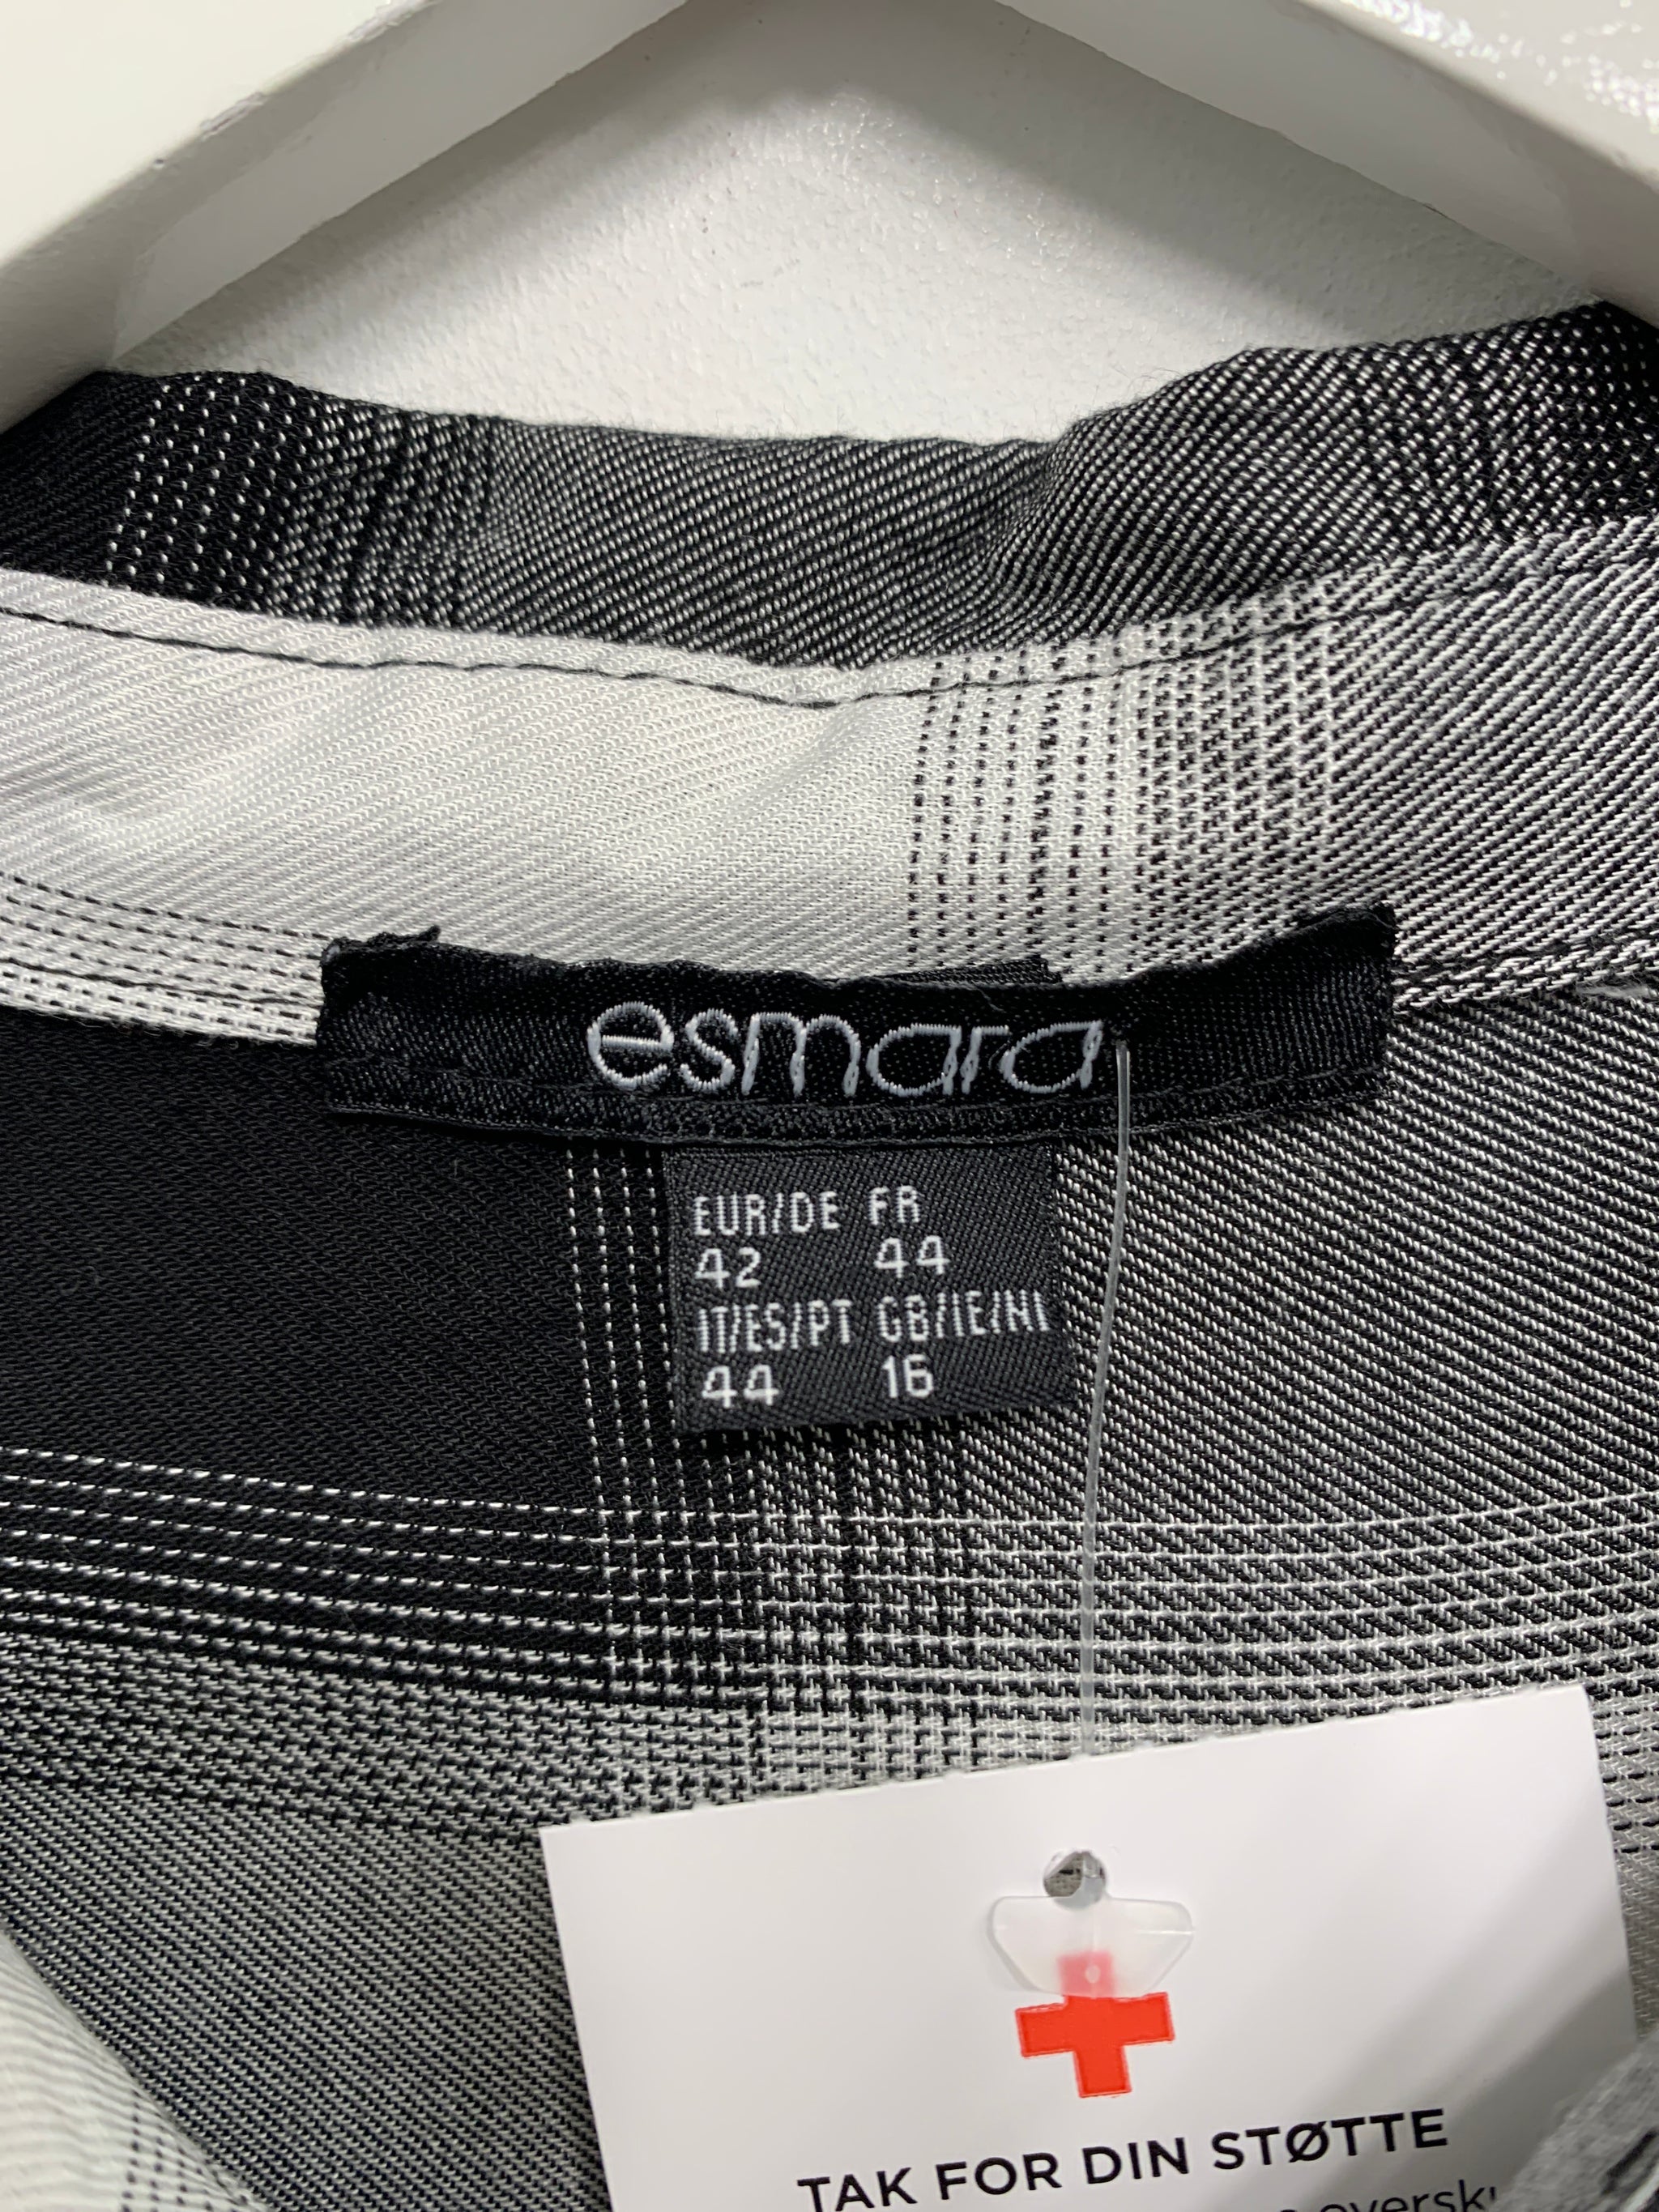 esmara
EUR/DE FR
42 44
IT/ES/PT GB/IE/NI
44 16
TAK FOR DIN STØTTE